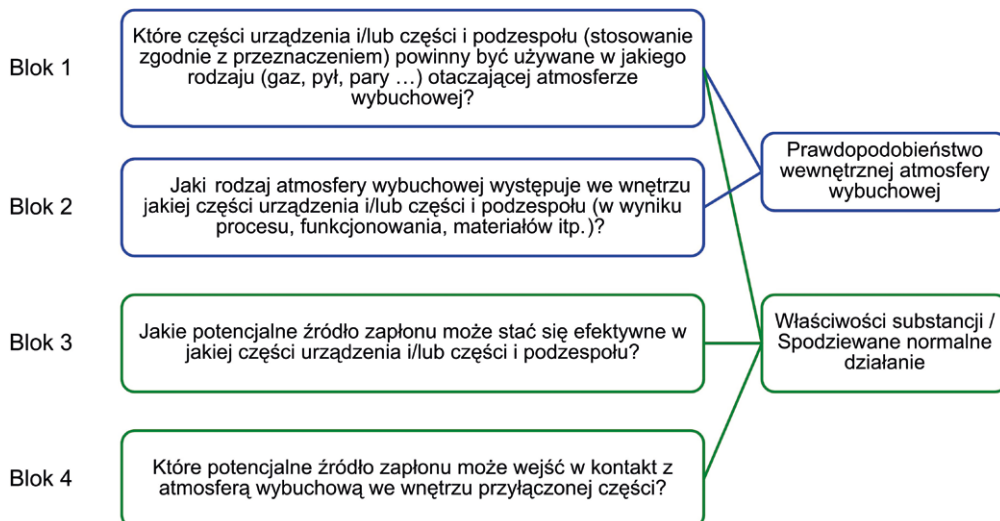 Blok 1
Które części urządzenia i/lub części i podzespołu (stosowanie
zgodnie z przeznaczeniem) powinny być używane w jakiego
rodzaju (gaz, pył, pary ...) otaczającej atmosferze
wybuchowej?
Blok 2
Jaki rodzaj atmosfery wybuchowej występuje we wnętrzu
jakiej części urządzenia i/lub części i podzespołu (w wyniku
procesu, funkcjonowania, materiałów itp.)?
Prawdopodobieństwo
wewnętrznej atmosfery
wybuchowej
Blok 3
Jakie potencjalne źródło zapłonu może stać się efektywne w
jakiej części urządzenia i/lub części i podzespołu?
Właściwości substancji /
Spodziewane normalne
działanie
Blok 4
Które potencjalne źródło zapłonu może wejść w kontakt z
atmosferą wybuchową we wnętrzu przyłączonej części?